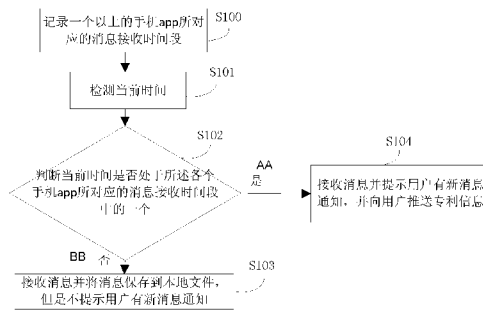 记录一个以上的手机app所对
应的消息接收时间段
S100
S101
检测当前时间
S102
判断当前时间是否处于所述各个
手机app所对应的消息接收时间段
中的一个
AA
是
S104
接收消息并提示用户有新消息
通知，并向用户推送专利信息
BB 否
S103
接收消息并将消息保存到本地文件，
但是不提示用户有新消息通知